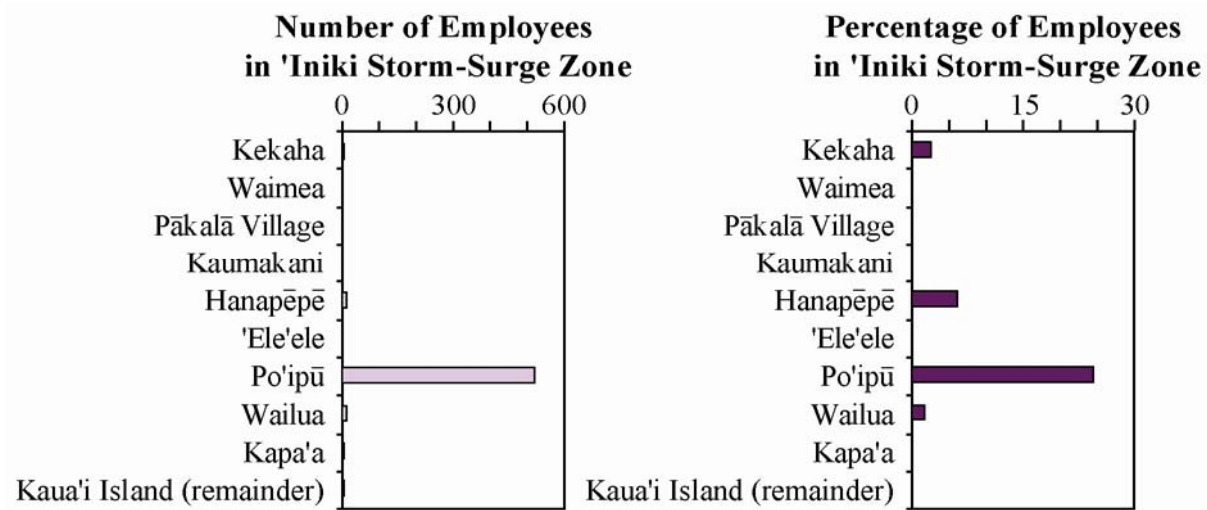 Number of Employees
in 'Iniki Storm-Surge Zone
0 300 600
Kekaha
Waimea
Pākalā Village
Kaumakani
Hanapēpē
'Ele'ele
Po'ipū
Wailua
Kapa'a
Kaua'i Island (remainder)
Percentage of Employees
in 'Iniki Storm-Surge Zone
0 15 30
Kekaha
Waimea
Pākalā Village
Kaumakani
Hanapēpē
'Ele'ele
Po'ipū
Wailua
Kapa'a
Kaua'i Island (remainder)